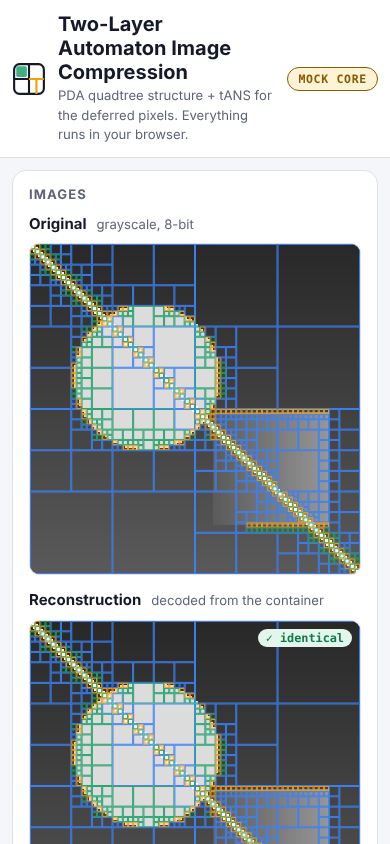 Two-Layer
Automaton Image
Compression
PDA quadtree structure + tANS for
the deferred pixels. Everything
runs in your browser.
MOCK CORE
IMAGES
Original grayscale, 8-bit
Reconstruction decoded from the container
✓ identical